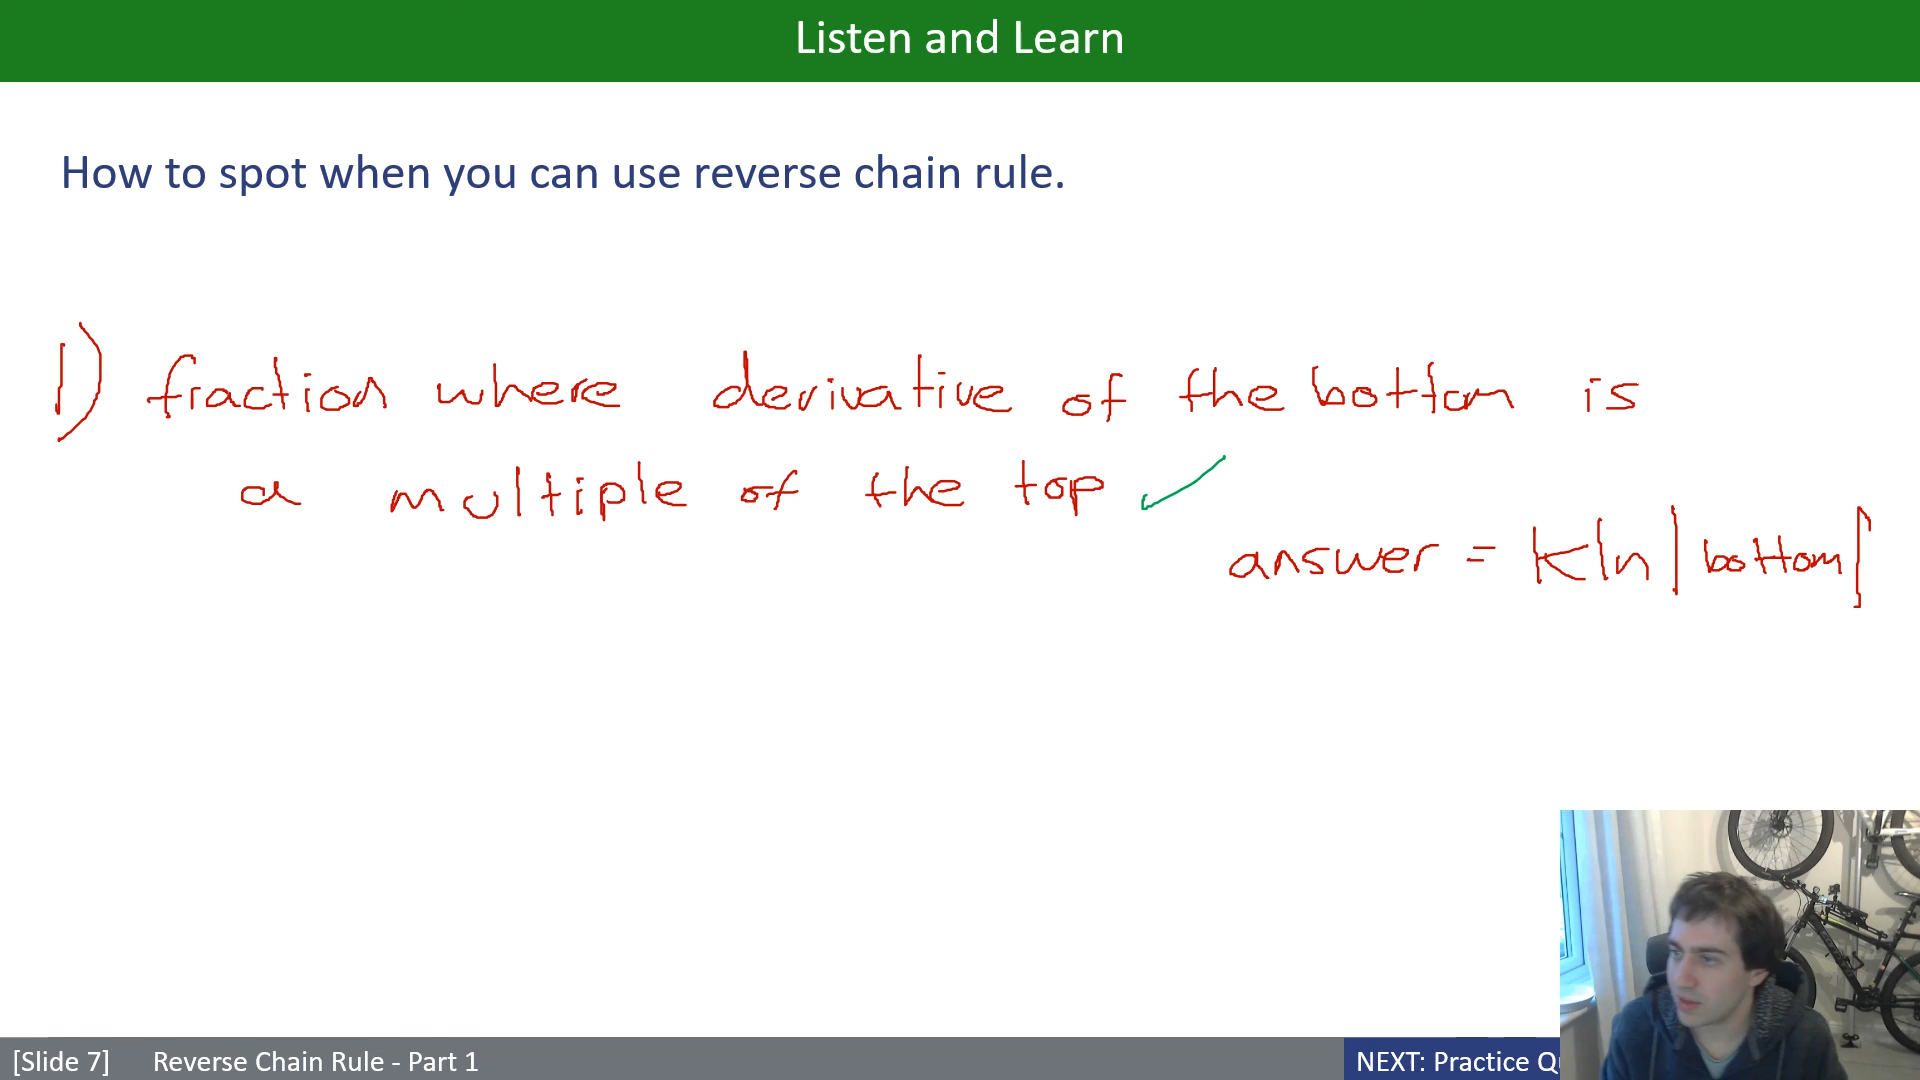 Listen and Learn
How to spot when you can use reverse chain rule.
1) fraction where derivative of the bottom is
a multiple of the top ✓
answer = K ln | bottom |
[Slide 7] Reverse Chain Rule - Part 1
NEXT: Practice